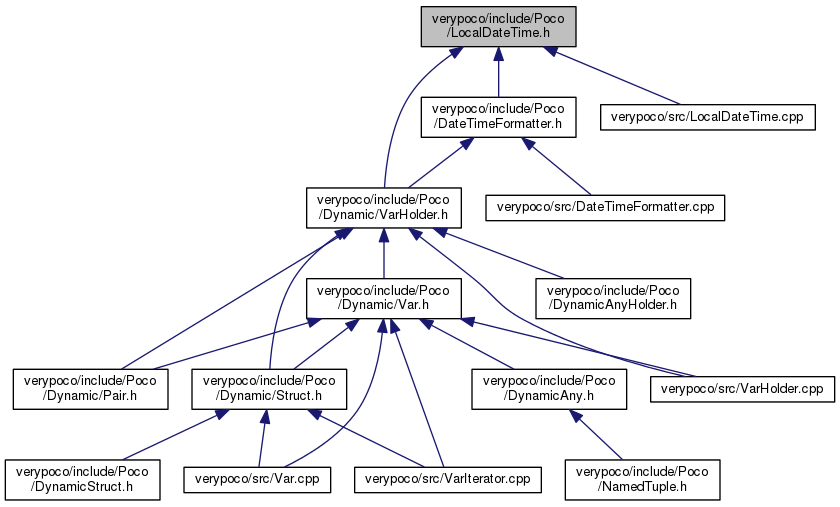 verypoco/include/Poco
/LocalDateTime.h
verypoco/include/Poco
/DateTimeFormatter.h
verypoco/src/LocalDateTime.cpp
verypoco/include/Poco
/Dynamic/VarHolder.h
verypoco/src/DateTimeFormatter.cpp
verypoco/include/Poco
/Dynamic/Var.h
verypoco/include/Poco
/DynamicAnyHolder.h
verypoco/include/Poco
/Dynamic/Pair.h
verypoco/include/Poco
/Dynamic/Struct.h
verypoco/include/Poco
/DynamicAny.h
verypoco/src/VarHolder.cpp
verypoco/include/Poco
/DynamicStruct.h
verypoco/src/Var.cpp
verypoco/src/VarIterator.cpp
verypoco/include/Poco
/NamedTuple.h